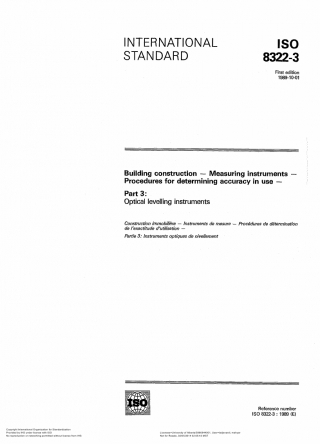 INTERNATIONAL
STANDARD
ISO
8322-3
First edition
1989-10-01
Building construction — Measuring instruments —
Procedures for determining accuracy in use —
Part 3:
Optical levelling instruments
Construction immobilière — Instruments de mesure — Procédures de détermination
de l'exactitude d'utilisation —
Partie 3: Instruments optiques de nivellement
ISO
Reference number
ISO 8322-3 : 1989 (E)